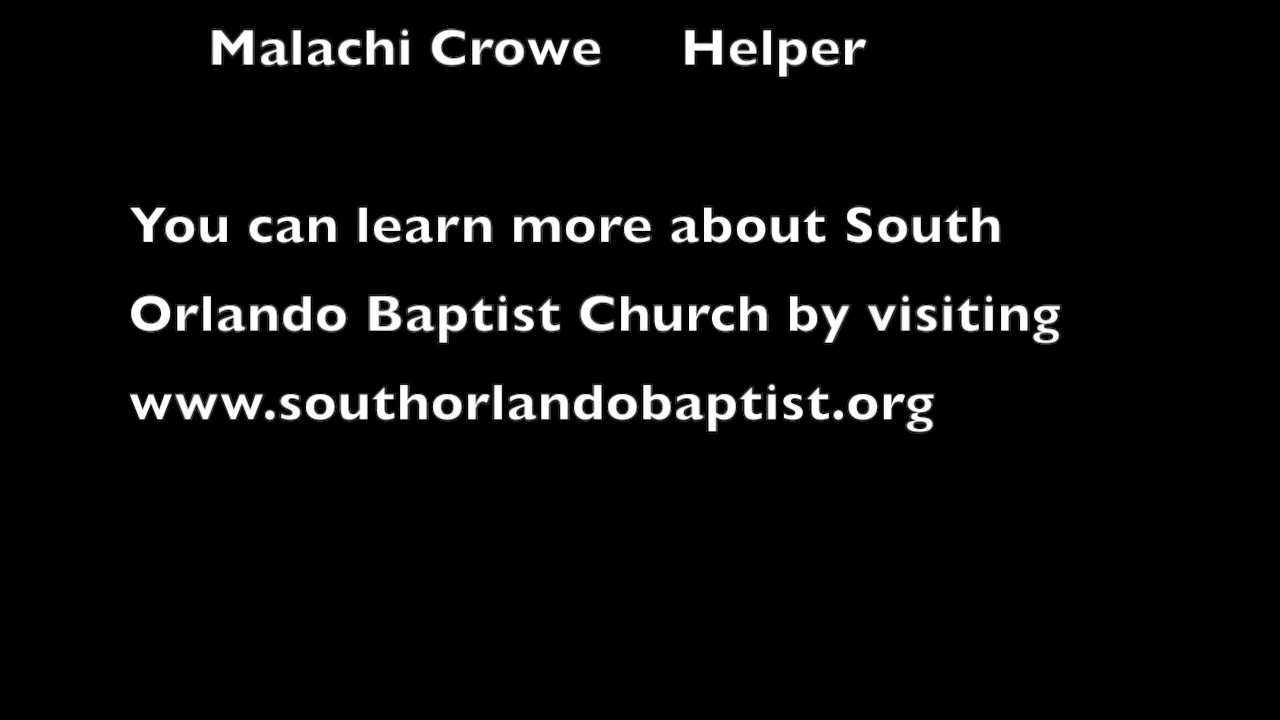 Malachi Crowe Helper
You can learn more about South
Orlando Baptist Church by visiting
www.southorlandobaptist.org